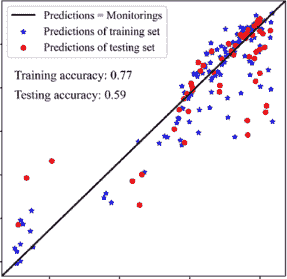 Predictions = Monitorings
Predictions of training set
Predictions of testing set
Training accuracy: 0.77
Testing accuracy: 0.59